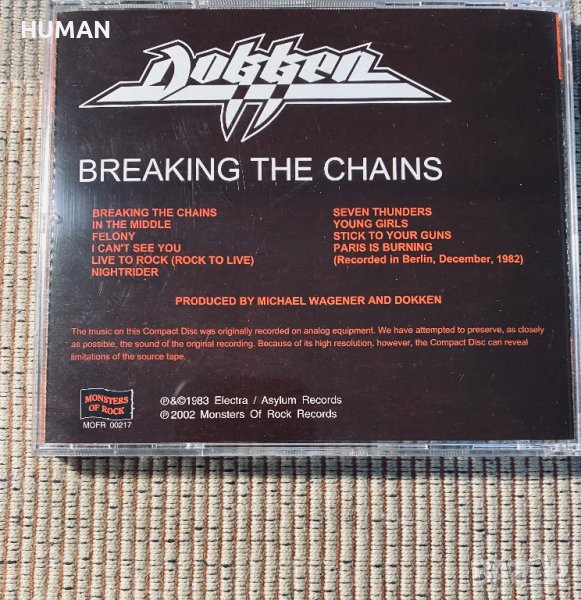 HUMAN
Dokken
BREAKING THE CHAINS
BREAKING THE CHAINS
IN THE MIDDLE
FELONY
I CAN'T SEE YOU
LIVE TO ROCK (ROCK TO LIVE)
NIGHTRIDER
SEVEN THUNDERS
YOUNG GIRLS
STICK TO YOUR GUNS
PARIS IS BURNING
(Recorded in Berlin, December, 1982)
PRODUCED BY MICHAEL WAGENER AND DOKKEN
The music on this Compact Disc was originally recorded on analog equipment. We have attempted to preserve, as closely
as possible, the sound of the original recording. Because of its high resolution, however, the Compact Disc can reveal
limitations of the source tape.
MONSTERS
OF ROCK
MOFR 00217
℗&©1983 Electra / Asylum Records
℗2002 Monsters Of Rock Records